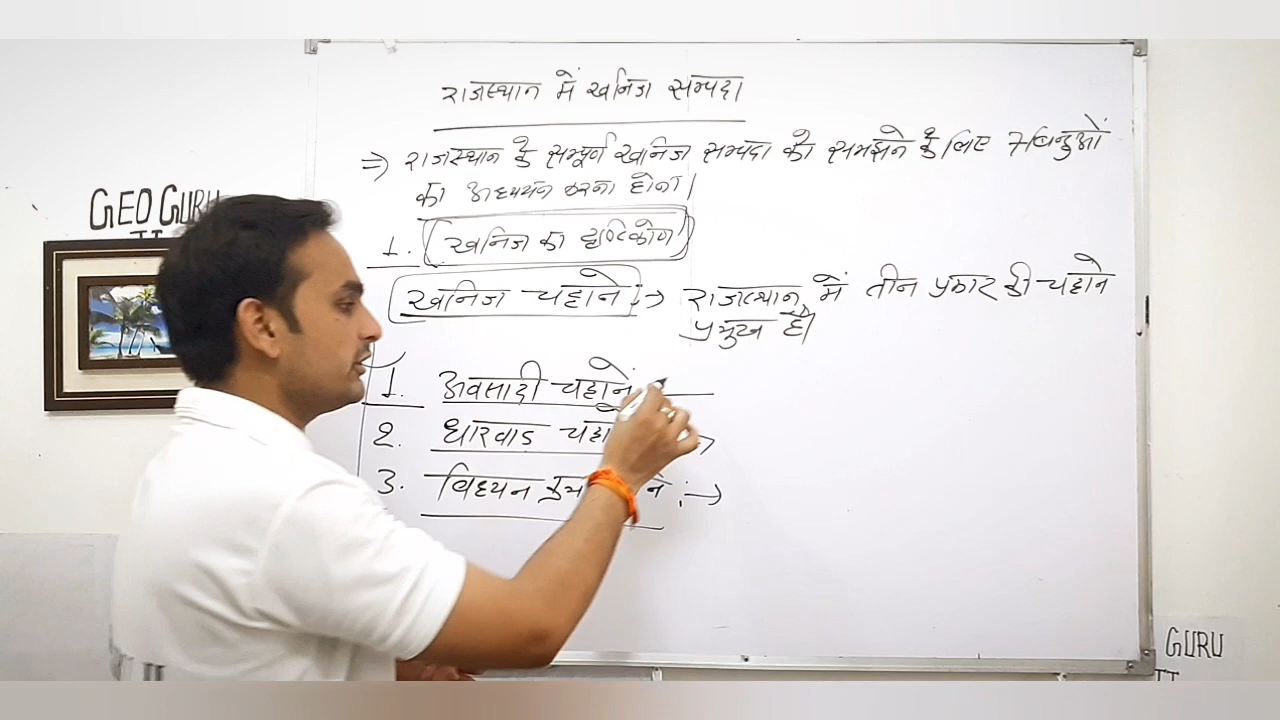 राजस्थान में खनिज सम्पदा
⇒ राजस्थान के सम्पूर्ण खनिज सम्पदा को समझने के लिए 7 बिन्दुओं
का अध्ययन करना होगा।
1. खनिज का दृष्टिकोण
खनिज चट्टाने :→ राजस्थान में तीन प्रकार की चट्टाने
प्रमुख है।
1. अवसादी चट्टाने
2. धारवाड़
3. विंध्यन
GEO GURU
GURU